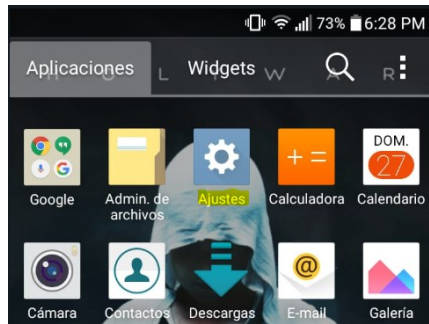 73% 6:28 PM
Aplicaciones L Widgets W A R
+ = DOM.
27
Google Admin. de archivos Ajustes Calculadora Calendario
@
Cámara Contactos Descargas E-mail Galería